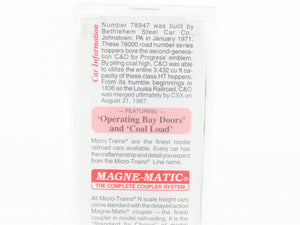 Car Information
Number 78947 was built by
Bethlehem Steel Car Co.,
Johnstown, PA in January 1971.
These 78000 road number series
hoppers bore the second-genera-
tion 'C&O for Progress' emblem.
By piling coal high, C&O was able
to utilize the entire 3,432 cu ft ca-
pacity of these class HT hoppers.
From its humble beginnings in
1836 as the Louisa Railroad, C&O
was merged ultimately by CSX on
August 31, 1987.
— FEATURING —
'Operating Bay Doors'
and 'Coal Load'
Micro-Trains® are the finest model
railroad cars available. Every car has
the craftsmanship and detail you expect
from the Micro-Trains® Line name.
MAGNE-MATIC®
THE COMPLETE COUPLER SYSTEM
All Micro-Trains® N scale freight cars
come standard with the delayed-action
Magne-Matic® coupler — the finest
coupler in model railroading. It is
the "Standard by Choice" of model